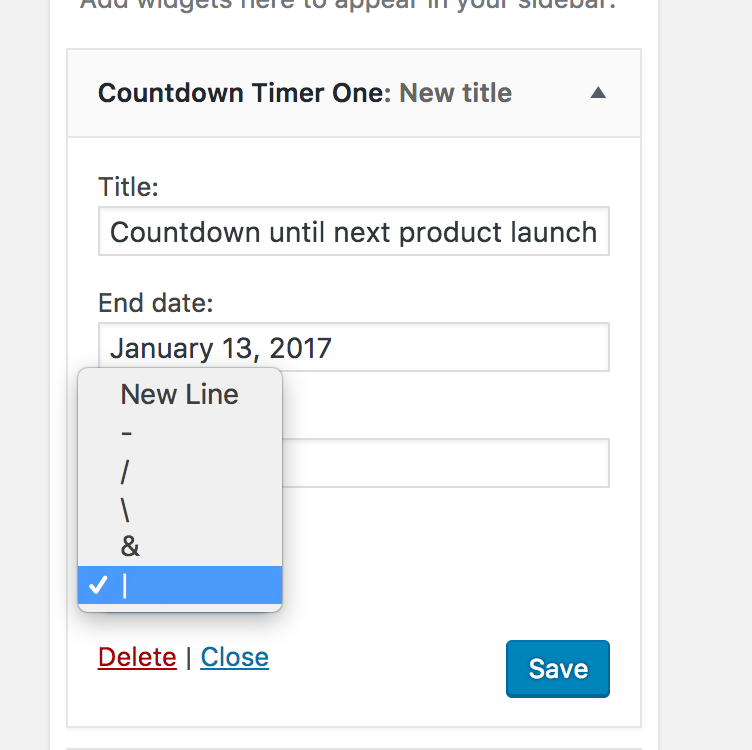 Add widgets here to appear in your sidebar.
Countdown Timer One: New title
Title:
Countdown until next product launch
End date:
January 13, 2017
New Line
-
/
\
&
|
Delete | Close
Save